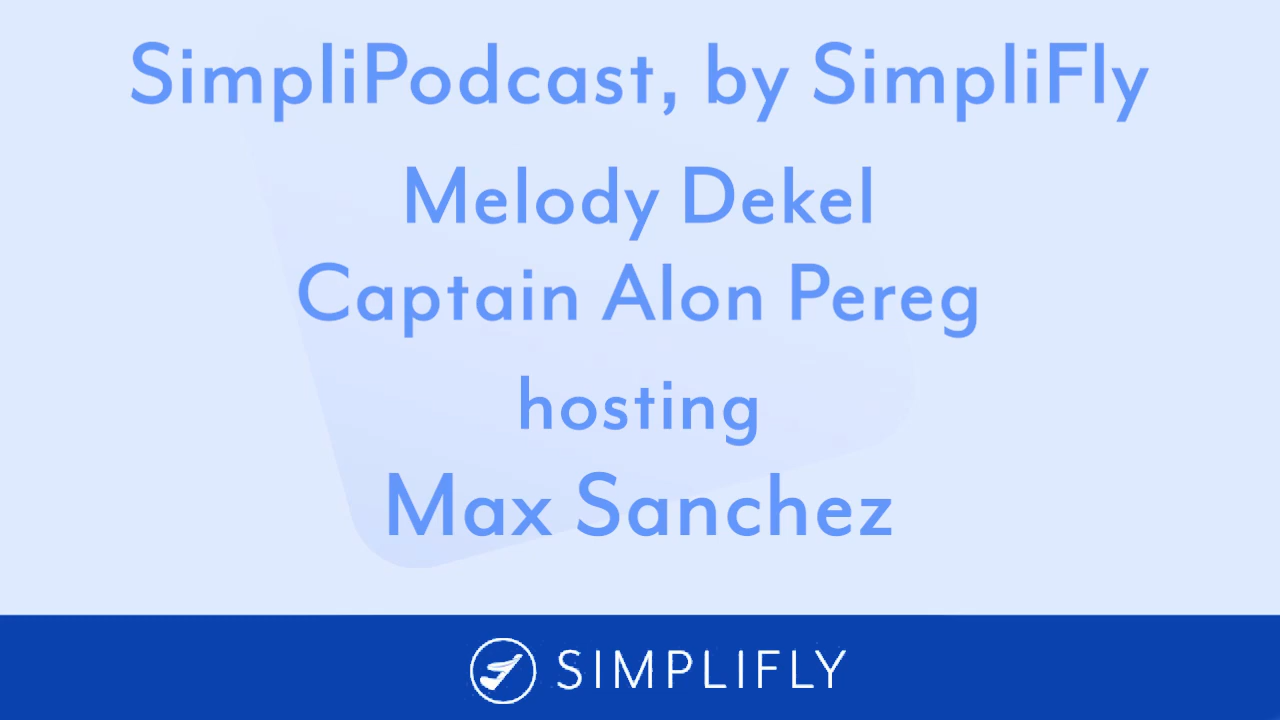 SimpliPodcast, by SimpliFly
Melody Dekel
Captain Alon Pereg
hosting
Max Sanchez
SIMPLIFLY